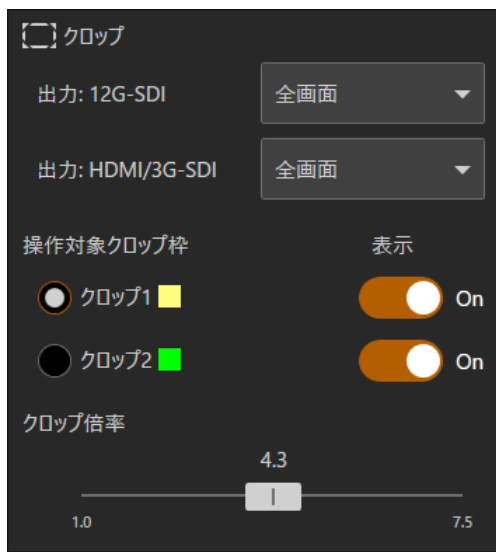 クロップ
出力: 12G-SDI 全画面
出力: HDMI/3G-SDI 全画面
操作対象クロップ枠 表示
クロップ1 On
クロップ2 On
クロップ倍率
4.3
1.0 7.5